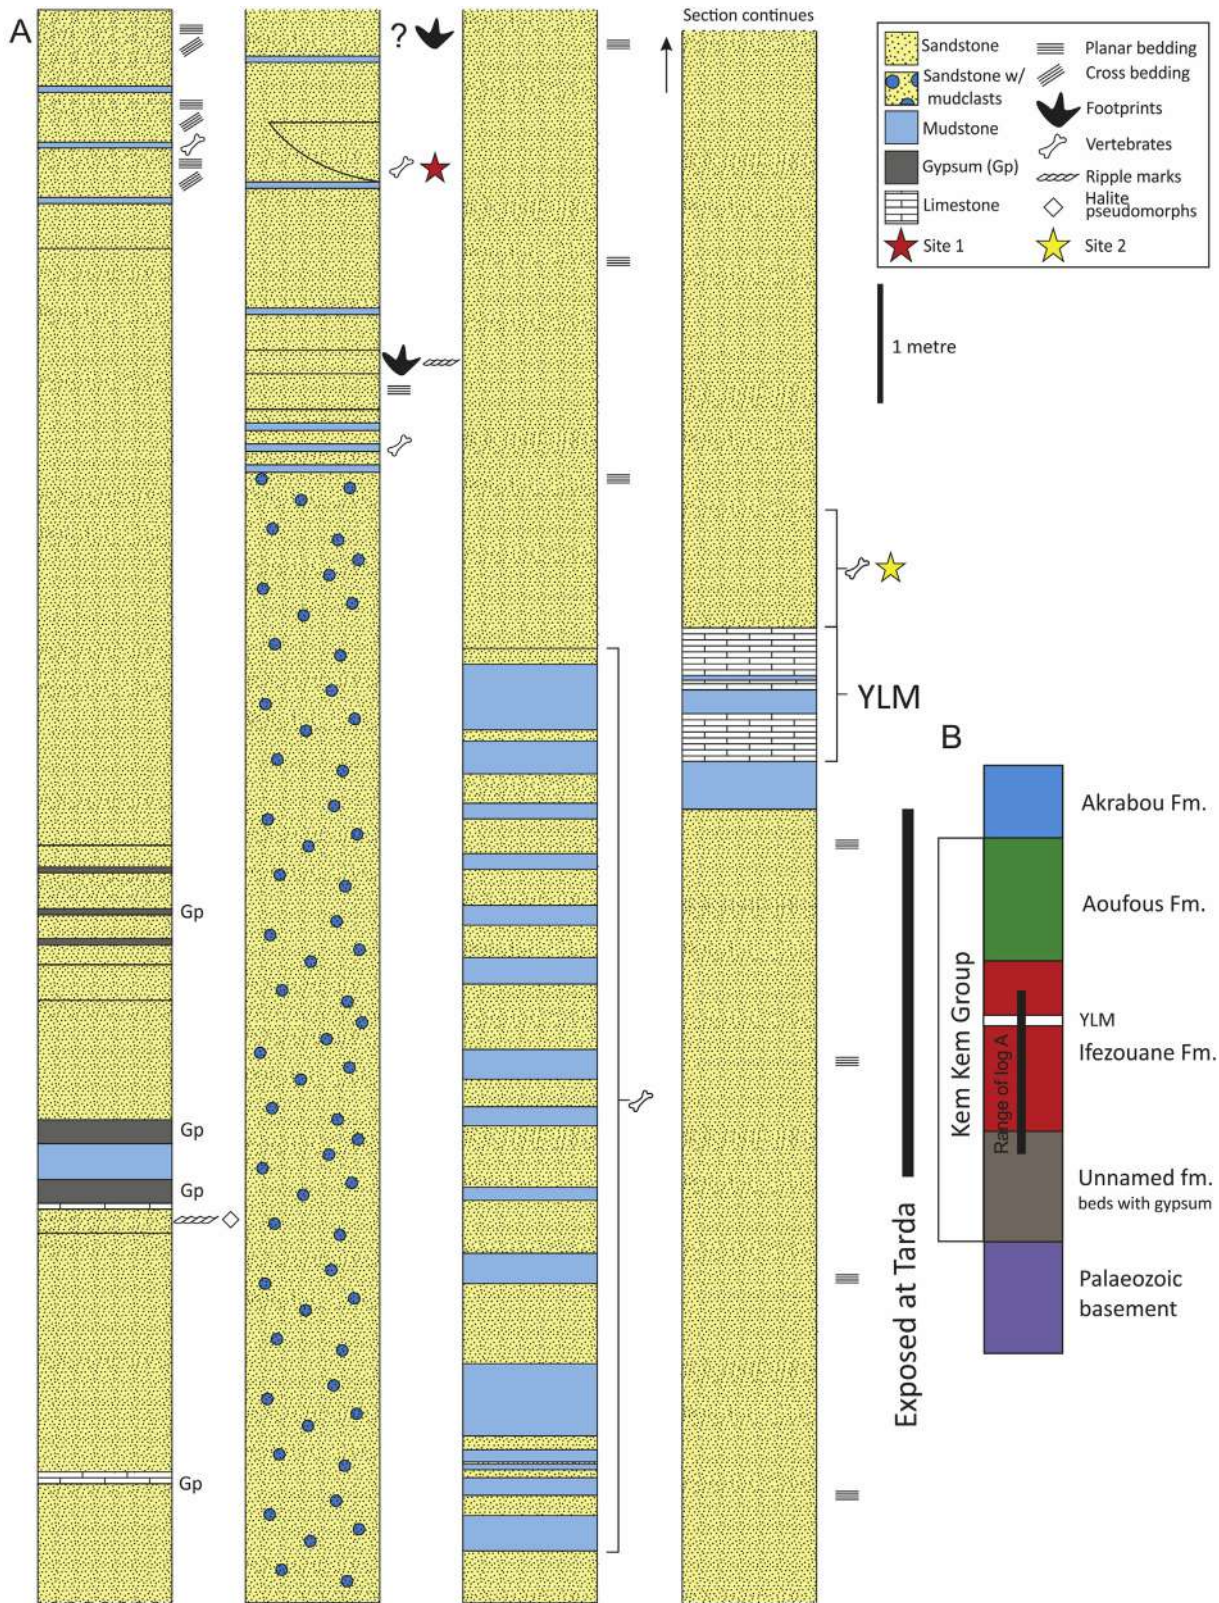 A
?
Section continues
Sandstone
Sandstone w/
mudclasts
Mudstone
Gypsum (Gp)
Limestone
Site 1
Planar bedding
Cross bedding
Footprints
Vertebrates
Ripple marks
Halite
pseudomorphs
Site 2
1 metre
YLM
Gp
Gp
Gp
Gp
Exposed at Tarda
B
Kem Kem Group
Range of log A
Akrabou Fm.
Aoufous Fm.
YLM
Ifezouane Fm.
Unnamed fm.
beds with gypsum
Palaeozoic
basement